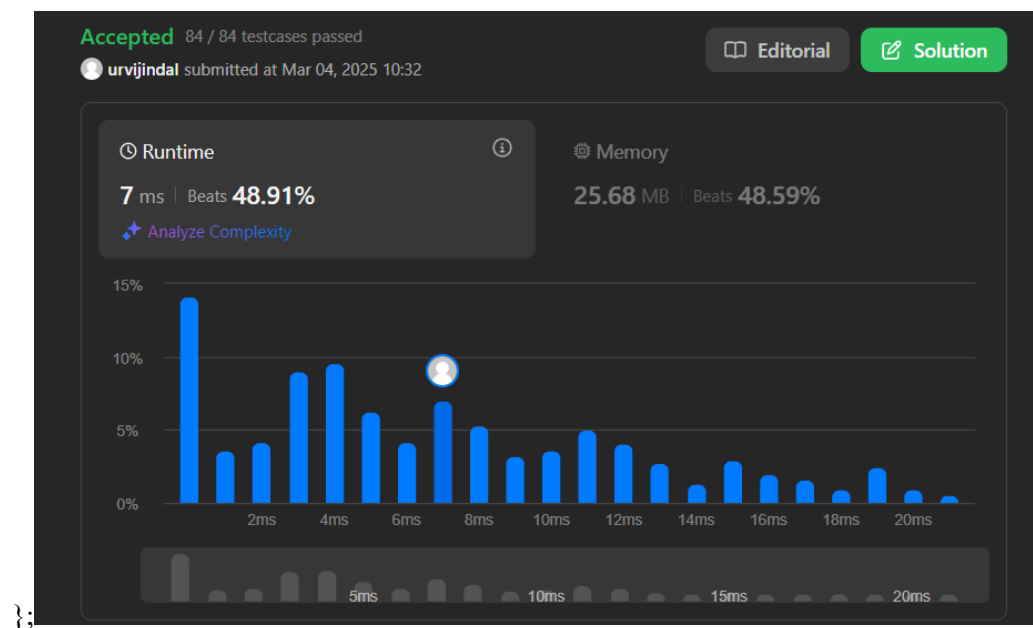 Accepted 84 / 84 testcases passed
Editorial
Solution
urvijindal submitted at Mar 04, 2025 10:32
Runtime
Memory
7 ms | Beats 48.91%
25.68 MB | Beats 48.59%
Analyze Complexity
15%
10%
5%
0%
2ms 4ms 6ms 8ms 10ms 12ms 14ms 16ms 18ms 20ms
5ms 10ms 15ms 20ms
};